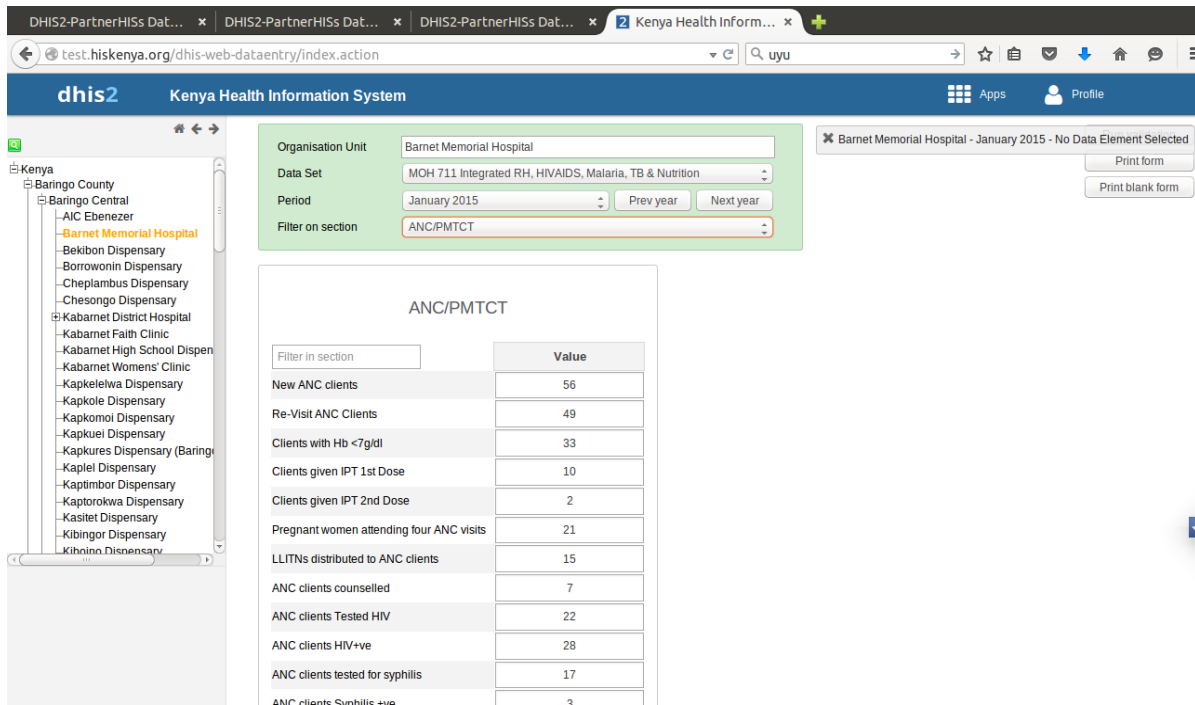 DHIS2-PartnerHISs Dat... × DHIS2-PartnerHISs Dat... × DHIS2-PartnerHISs Dat... × 2 Kenya Health Inform... ×
test.hiskenya.org/dhis-web-dataentry/index.action uyu
dhis2 Kenya Health Information System Apps Profile
Kenya
Baringo County
Baringo Central
AIC Ebenezer
Barnet Memorial Hospital
Bekibon Dispensary
Borrowonin Dispensary
Cheplambus Dispensary
Chesongo Dispensary
Kabarnet District Hospital
Kabarnet Faith Clinic
Kabarnet High School Dispen
Kabarnet Womens' Clinic
Kapkelelwa Dispensary
Kapkole Dispensary
Kapkomoi Dispensary
Kapkuei Dispensary
Kapkures Dispensary (Baringo
Kaplel Dispensary
Kaptimbor Dispensary
Kaptorokwa Dispensary
Kasitet Dispensary
Kibingor Dispensary
Kiboino Dispensary
Organisation Unit Barnet Memorial Hospital
Data Set MOH 711 Integrated RH, HIVAIDS, Malaria, TB & Nutrition
Period January 2015 Prev year Next year
Filter on section ANC/PMTCT
Barnet Memorial Hospital - January 2015 - No Data Element Selected
Print form
Print blank form
ANC/PMTCT
Filter in section Value
New ANC clients 56
Re-Visit ANC Clients 49
Clients with Hb <7g/dl 33
Clients given IPT 1st Dose 10
Clients given IPT 2nd Dose 2
Pregnant women attending four ANC visits 21
LLITNs distributed to ANC clients 15
ANC clients counselled 7
ANC clients Tested HIV 22
ANC clients HIV+ve 28
ANC clients tested for syphilis 17
ANC clients Syphilis +ve 3